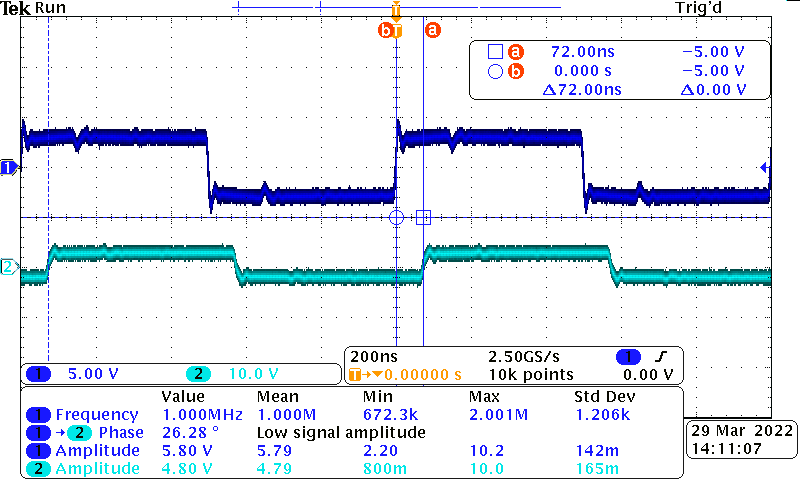 Tek Run Trig'd
T
b T a
a 72.00ns −5.00 V
b 0.000 s −5.00 V
Δ72.00ns Δ0.00 V
1
2
1 5.00 V 2 10.0 V
200ns 2.50GS/s 1
T→▼0.00000 s 10k points 0.00 V
Value Mean Min Max Std Dev
1 Frequency 1.000MHz 1.000M 672.3k 2.001M 1.206k
1 →2 Phase 26.28 ° Low signal amplitude
1 Amplitude 5.80 V 5.79 2.20 10.2 142m
2 Amplitude 4.80 V 4.79 800m 10.0 165m
29 Mar 2022
14:11:07